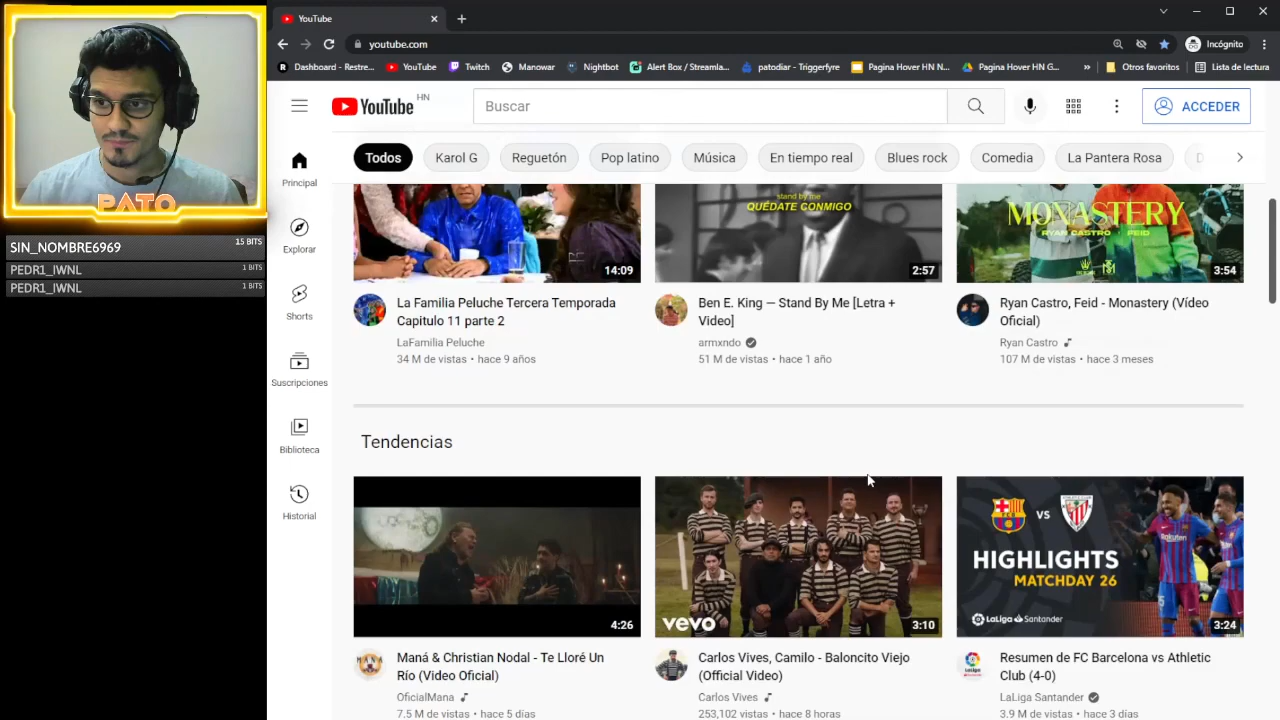 PATO
SIN_NOMBRE6969 15 BITS
PEDR1_IWNL 1 BITS
PEDR1_IWNL 1 BITS
YouTube
youtube.com
Incógnito
Dashboard - Restre...
YouTube
Twitch
Manowar
Nightbot
Alert Box / Streamla...
patodiar - Triggerfyre
Pagina Hover HN N...
Pagina Hover HN G...
»
Otros favoritos
Lista de lectura
YouTube HN
Buscar
ACCEDER
Principal
Explorar
Shorts
Suscripciones
Biblioteca
Historial
Todos
Karol G
Reguetón
Pop latino
Música
En tiempo real
Blues rock
Comedia
La Pantera Rosa
14:09
La Familia Peluche Tercera Temporada
Capitulo 11 parte 2
LaFamilia Peluche
34 M de vistas • hace 9 años
stand by me
QUÉDATE CONMIGO
2:57
Ben E. King — Stand By Me [Letra +
Video]
armxndo
51 M de vistas • hace 1 año
MONASTERY
RYAN CASTRO, FEID
3:54
Ryan Castro, Feid - Monastery (Vídeo
Oficial)
Ryan Castro
107 M de vistas • hace 3 meses
Tendencias
4:26
Maná & Christian Nodal - Te Lloré Un
Río (Video Oficial)
OficialMana
7.5 M de vistas • hace 5 días
vevo
3:10
Carlos Vives, Camilo - Baloncito Viejo
(Official Video)
Carlos Vives
253,102 vistas • hace 8 horas
VS
HIGHLIGHTS
MATCHDAY 26
LaLiga Santander
Rakuten
3:24
Resumen de FC Barcelona vs Athletic
Club (4-0)
LaLiga Santander
3.9 M de vistas • hace 3 días